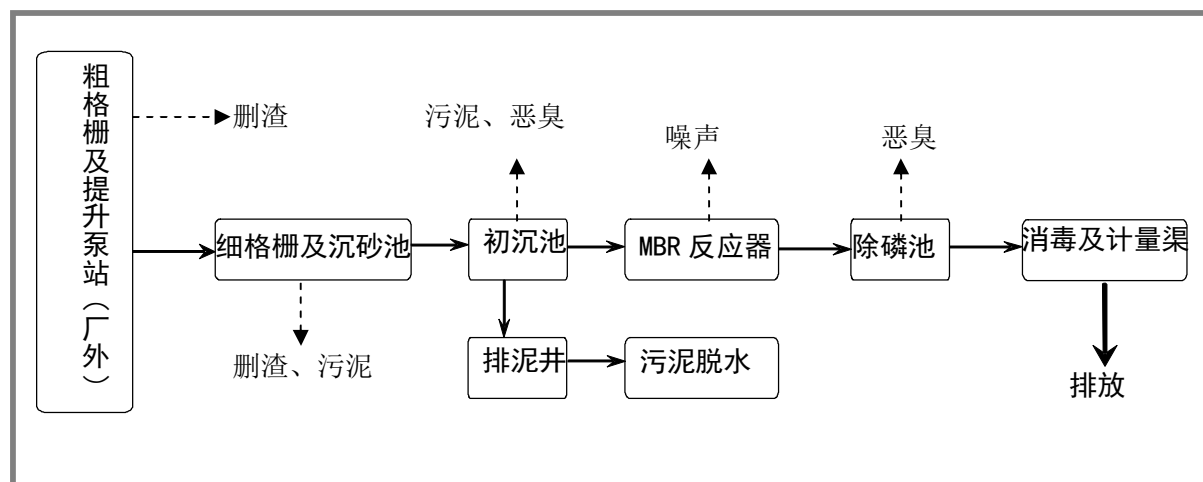 粗格栅及提升泵站（厂外）
删渣
污泥、恶臭
噪声
恶臭
细格栅及沉砂池
初沉池
MBR 反应器
除磷池
消毒及计量渠
删渣、污泥
排泥井
污泥脱水
排放